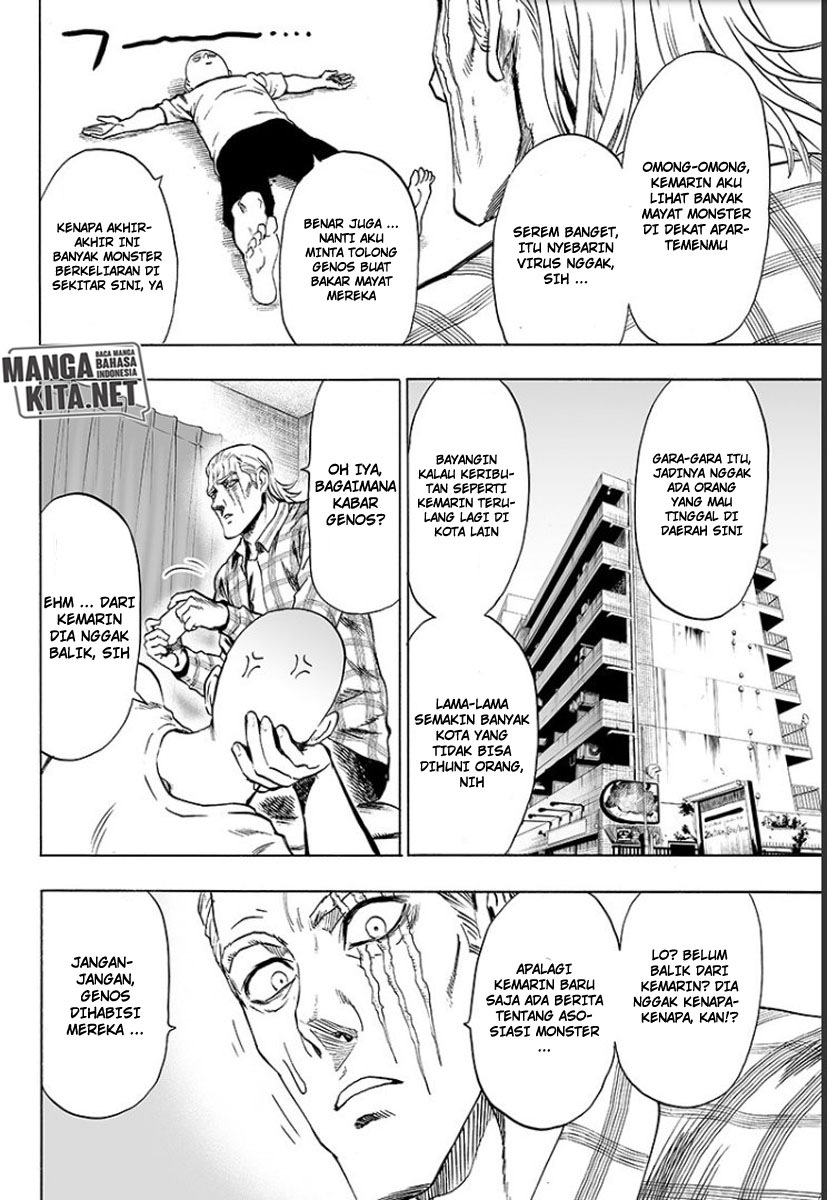 フーーー....
OMONG-OMONG,
KEMARIN AKU
LIHAT BANYAK
MAYAT MONSTER
DI DEKAT APAR-
TEMENMU
SEREM BANGET,
ITU NYEBARIN
VIRUS NGGAK,
SIH ...
BENAR JUGA ...
NANTI AKU
MINTA TOLONG
GENOS BUAT
BAKAR MAYAT
MEREKA
KENAPA AKHIR-
AKHIR INI
BANYAK MONSTER
BERKELIARAN DI
SEKITAR SINI, YA
MANGA
KITA.NET
BACA MANGA
BAHASA
INDONESIA
GARA-GARA ITU,
JADINYA NGGAK
ADA ORANG
YANG MAU
TINGGAL DI
DAERAH SINI
BAYANGIN
KALAU KERIBU-
TAN SEPERTI
KEMARIN TERU-
LANG LAGI DI
KOTA LAIN
LAMA-LAMA
SEMAKIN BANYAK
KOTA YANG
TIDAK BISA
DIHUNI ORANG,
NIH
OH IYA,
BAGAIMANA
KABAR
GENOS?
EHM ... DARI
KEMARIN
DIA NGGAK
BALIK, SIH
LO? BELUM
BALIK DARI
KEMARIN? DIA
NGGAK KENAPA-
KENAPA, KAN!?
APALAGI
KEMARIN BARU
SAJA ADA BERITA
TENTANG ASO-
SIASI MONSTER
...
JANGAN-
JANGAN,
GENOS
DIHABISI
MEREKA ...